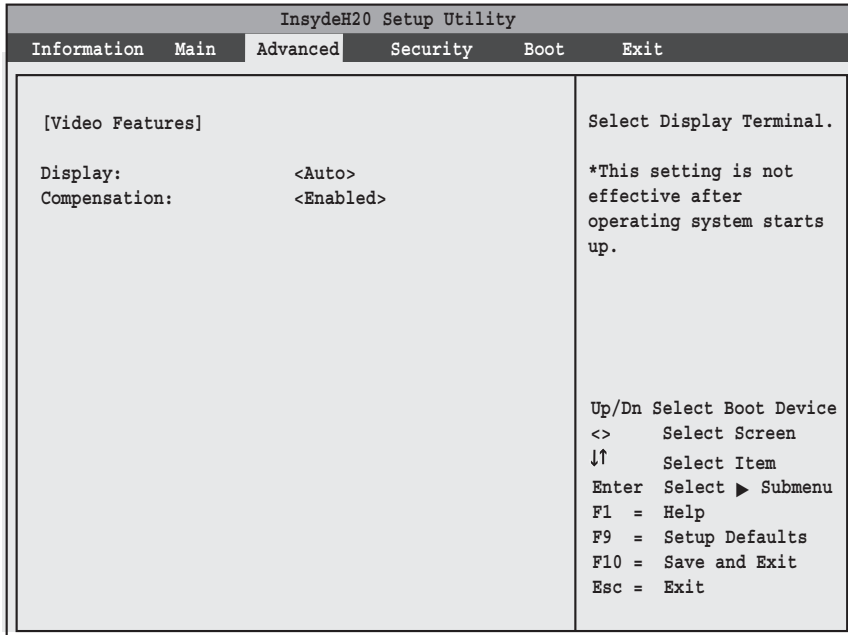 InsydeH20 Setup Utility
Information Main Advanced Security Boot Exit
[Video Features]
Display: <Auto>
Compensation: <Enabled>
Select Display Terminal.
*This setting is not
effective after
operating system starts
up.
Up/Dn Select Boot Device
<> Select Screen
↓↑ Select Item
Enter Select ▶ Submenu
F1 = Help
F9 = Setup Defaults
F10 = Save and Exit
Esc = Exit